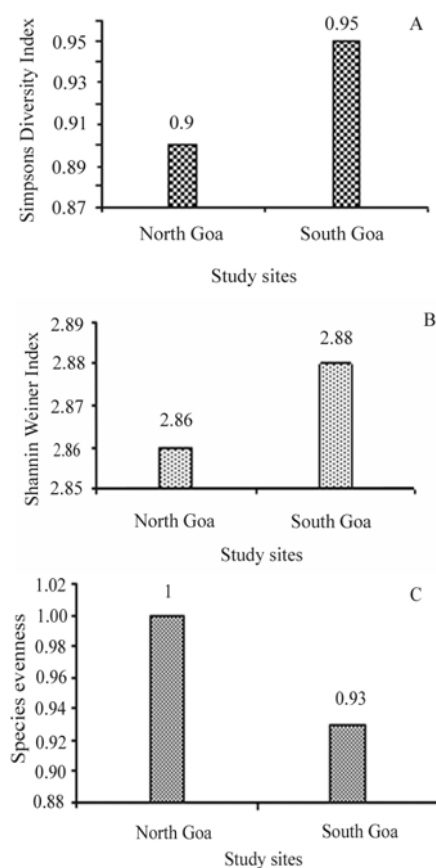 A
Simpsons Diversity Index
0.95
0.93
0.91
0.89
0.87
0.9
0.95
North Goa
South Goa
Study sites
B
Shannin Weiner Index
2.89
2.88
2.87
2.86
2.85
2.86
2.88
North Goa
South Goa
Study sites
C
Species evenness
1.02
1.00
0.98
0.96
0.94
0.92
0.90
0.88
1
0.93
North Goa
South Goa
Study sites